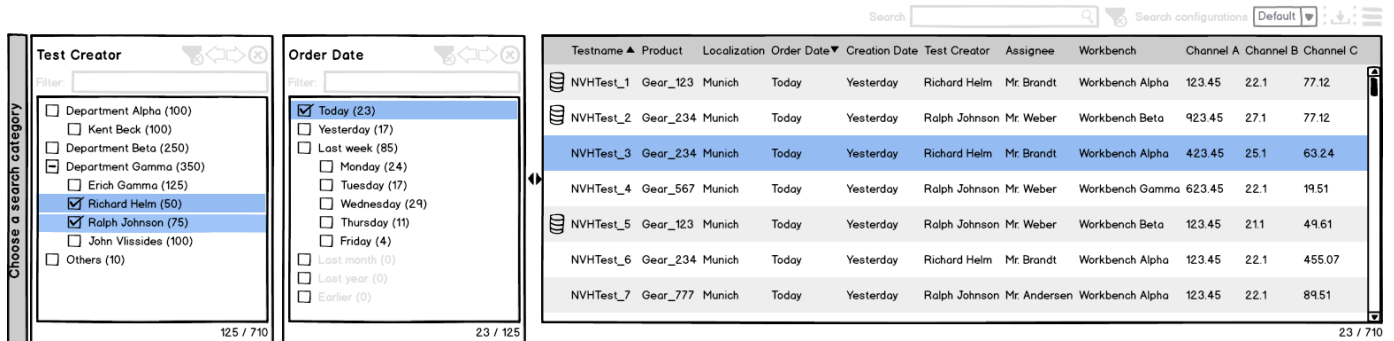 Search
Search configurations Default
Choose a search category
Test Creator
Filter:
Department Alpha (100)
Kent Beck (100)
Department Beta (250)
Department Gamma (350)
Erich Gamma (125)
Richard Helm (50)
Ralph Johnson (75)
John Vlissides (100)
Others (10)
125 / 710
Order Date
Filter:
Today (23)
Yesterday (17)
Last week (85)
Monday (24)
Tuesday (17)
Wednesday (29)
Thursday (11)
Friday (4)
Last month (0)
Last year (0)
Earlier (0)
23 / 125
Testname Product Localization Order Date Creation Date Test Creator Assignee Workbench Channel A Channel B Channel C
NVHTest_1 Gear_123 Munich Today Yesterday Richard Helm Mr. Brandt Workbench Alpha 123.45 22.1 77.12
NVHTest_2 Gear_234 Munich Today Yesterday Ralph Johnson Mr. Weber Workbench Beta 923.45 27.1 77.12
NVHTest_3 Gear_234 Munich Today Yesterday Richard Helm Mr. Brandt Workbench Alpha 423.45 25.1 63.24
NVHTest_4 Gear_567 Munich Today Yesterday Ralph Johnson Mr. Weber Workbench Gamma 623.45 22.1 19.51
NVHTest_5 Gear_123 Munich Today Yesterday Ralph Johnson Mr. Weber Workbench Beta 123.45 21.1 49.61
NVHTest_6 Gear_234 Munich Today Yesterday Richard Helm Mr. Brandt Workbench Alpha 123.45 22.1 455.07
NVHTest_7 Gear_777 Munich Today Yesterday Ralph Johnson Mr. Andersen Workbench Alpha 123.45 22.1 89.51
23 / 710